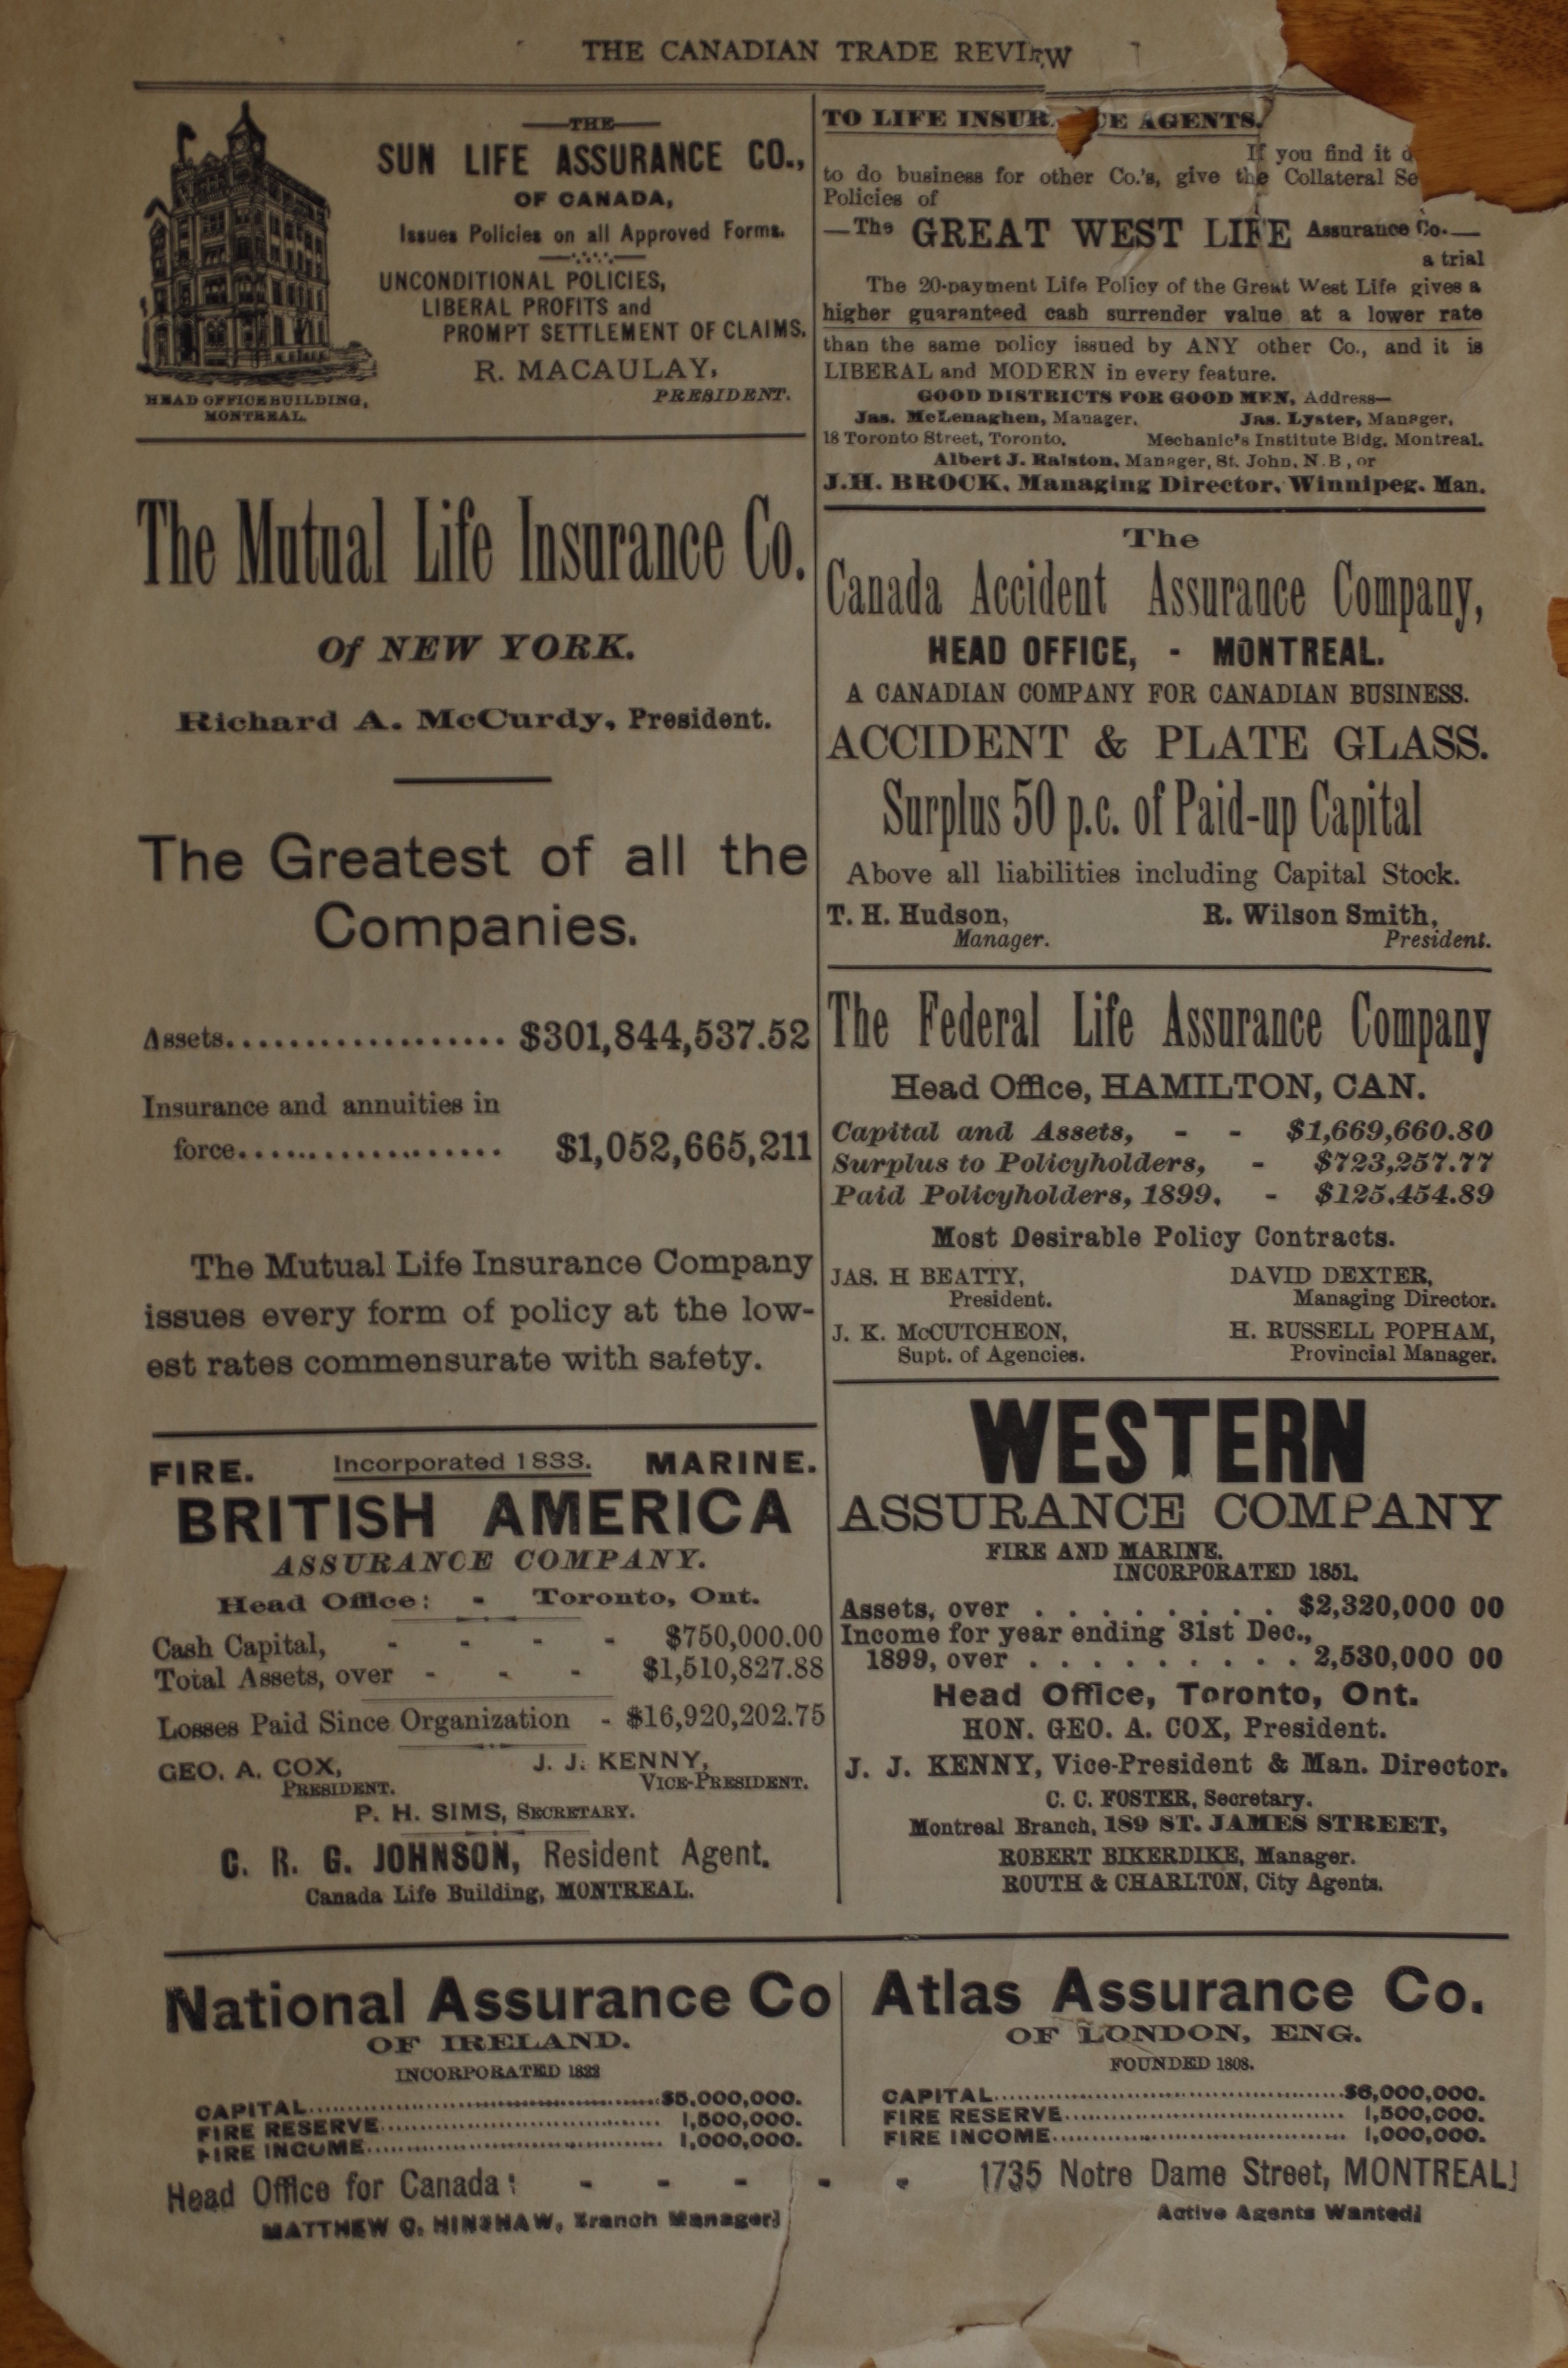 THE CANADIAN TRADE REVIEW
THE
SUN LIFE ASSURANCE CO.,
OF CANADA,
Issues Policies on all Approved Forms.
UNCONDITIONAL POLICIES,
LIBERAL PROFITS and
PROMPT SETTLEMENT OF CLAIMS.
R. MACAULAY,
PRESIDENT.
HEAD OFFICE BUILDING,
MONTREAL.
The Mutual Life Insurance Co.
Of NEW YORK.
Richard A. McCurdy, President.
The Greatest of all the
Companies.
Assets................... $301,844,537.52
Insurance and annuities in
force.................. $1,052,665,211
The Mutual Life Insurance Company
issues every form of policy at the low-
est rates commensurate with safety.
FIRE. Incorporated 1833. MARINE.
BRITISH AMERICA
ASSURANCE COMPANY.
Head Office: - Toronto, Ont.
Cash Capital, - - - - $750,000.00
Total Assets, over - - - $1,510,827.88
Losses Paid Since Organization - $16,920,202.75
GEO. A. COX, J. J. KENNY,
PRESIDENT. VICE-PRESIDENT.
P. H. SIMS, SECRETARY.
C. R. G. JOHNSON, Resident Agent.
Canada Life Building, MONTREAL.
TO LIFE INSUR E AGENTS.
If you find it
to do business for other Co.'s, give the Collateral Se
Policies of
—The GREAT WEST LIFE Assurance Co.—
a trial
The 20-payment Life Policy of the Great West Life gives a
higher guaranteed cash surrender value at a lower rate
than the same policy issued by ANY other Co., and it is
LIBERAL and MODERN in every feature.
GOOD DISTRICTS FOR GOOD MEN, Address—
Jas. McLenaghen, Manager, Jas. Lyster, Manager,
18 Toronto Street, Toronto. Mechanic's Institute Bldg. Montreal.
Albert J. Ralston, Manager, St. John, N.B, or
J.H. BROCK, Managing Director, Winnipeg, Man.
The
Canada Accident Assurance Company,
HEAD OFFICE, - MONTREAL.
A CANADIAN COMPANY FOR CANADIAN BUSINESS.
ACCIDENT & PLATE GLASS.
Surplus 50 p.c. of Paid-up Capital
Above all liabilities including Capital Stock.
T. H. Hudson, R. Wilson Smith,
Manager. President.
The Federal Life Assurance Company
Head Office, HAMILTON, CAN.
Capital and Assets, - - $1,669,660.80
Surplus to Policyholders, - $723,257.77
Paid Policyholders, 1899, - $125,454.89
Most Desirable Policy Contracts.
JAS. H BEATTY, DAVID DEXTER,
President. Managing Director.
J. K. McCUTCHEON, H. RUSSELL POPHAM,
Supt. of Agencies. Provincial Manager.
WESTERN
ASSURANCE COMPANY
FIRE AND MARINE.
INCORPORATED 1851.
Assets, over . . . . . . . . $2,320,000 00
Income for year ending 31st Dec.,
1899, over . . . . . . . . . . 2,530,000 00
Head Office, Toronto, Ont.
HON. GEO. A. COX, President.
J. J. KENNY, Vice-President & Man. Director.
C. C. FOSTER, Secretary.
Montreal Branch, 189 ST. JAMES STREET,
ROBERT BIKERDIKE, Manager.
ROUTH & CHARLTON, City Agents.
National Assurance Co
OF IRELAND.
INCORPORATED 1822
CAPITAL..........................................$5,000,000.
FIRE RESERVE.................................. 1,500,000.
FIRE INCOME.................................... 1,000,000.
Atlas Assurance Co.
OF LONDON, ENG.
FOUNDED 1808.
CAPITAL..........................................$6,000,000.
FIRE RESERVE.................................. 1,500,000.
FIRE INCOME.................................... 1,000,000.
Head Office for Canada: - - - - - 1735 Notre Dame Street, MONTREAL
MATTHEW C. HINSHAW, Branch Manager Active Agents Wanted